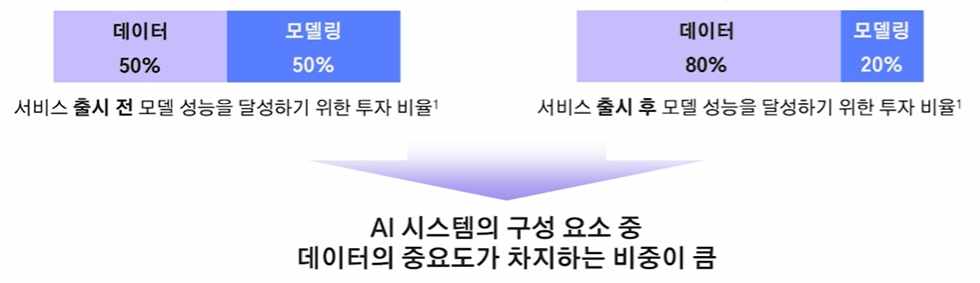 데이터 모델링
50% 50%
서비스 출시 전 모델 성능을 달성하기 위한 투자 비율¹
데이터 모델링
80% 20%
서비스 출시 후 모델 성능을 달성하기 위한 투자 비율¹
AI 시스템의 구성 요소 중
데이터의 중요도가 차지하는 비중이 큼